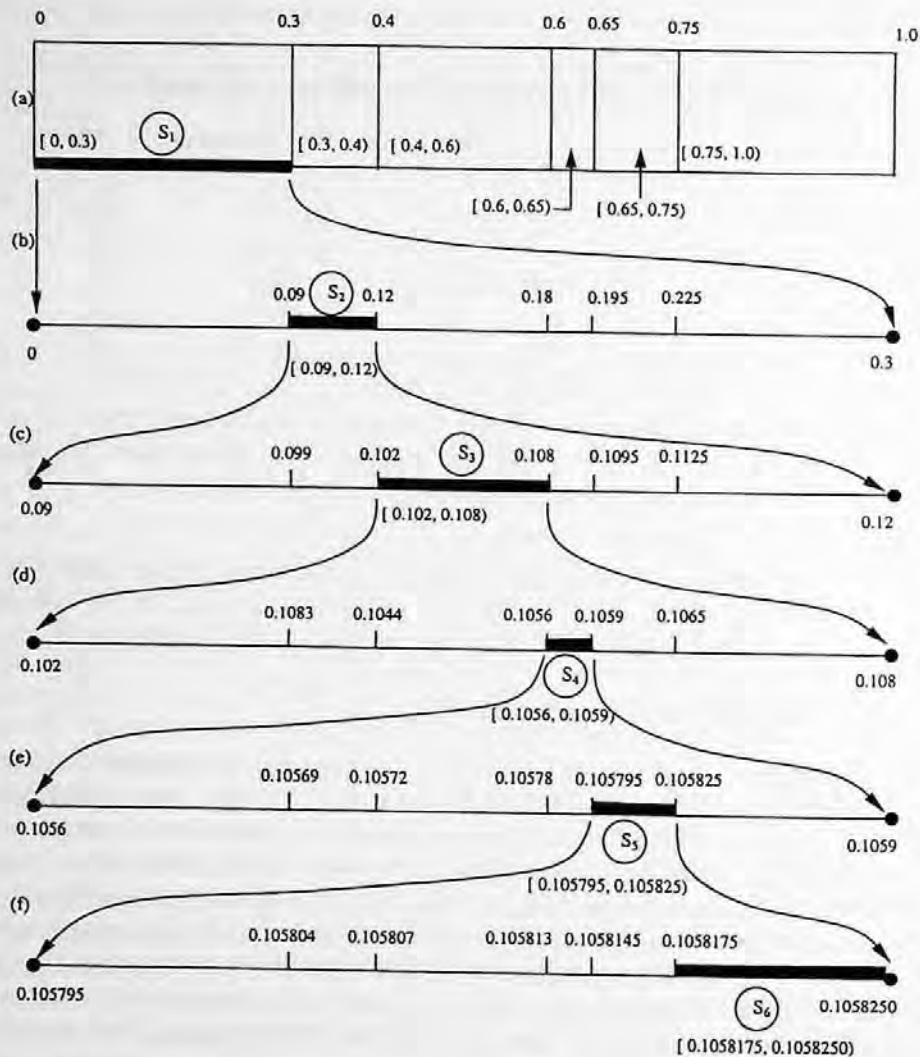 0 0.3 0.4 0.6 0.65 0.75 1.0
(a)
S₁
[ 0, 0.3) [ 0.3, 0.4) [ 0.4, 0.6) [ 0.75, 1.0)
[ 0.6, 0.65) [ 0.65, 0.75)
(b)
0.09 S₂ 0.12 0.18 0.195 0.225
0 0.3
[ 0.09, 0.12)
(c)
0.099 0.102 S₃ 0.108 0.1095 0.1125
0.09 0.12
[ 0.102, 0.108)
(d)
0.1083 0.1044 0.1056 0.1059 0.1065
0.102 S₄ 0.108
[ 0.1056, 0.1059)
(e)
0.10569 0.10572 0.10578 0.105795 0.105825
0.1056 S₅ 0.1059
[ 0.105795, 0.105825)
(f)
0.105804 0.105807 0.105813 0.1058145 0.1058175
0.105795 S₆ 0.1058250
[ 0.1058175, 0.1058250)